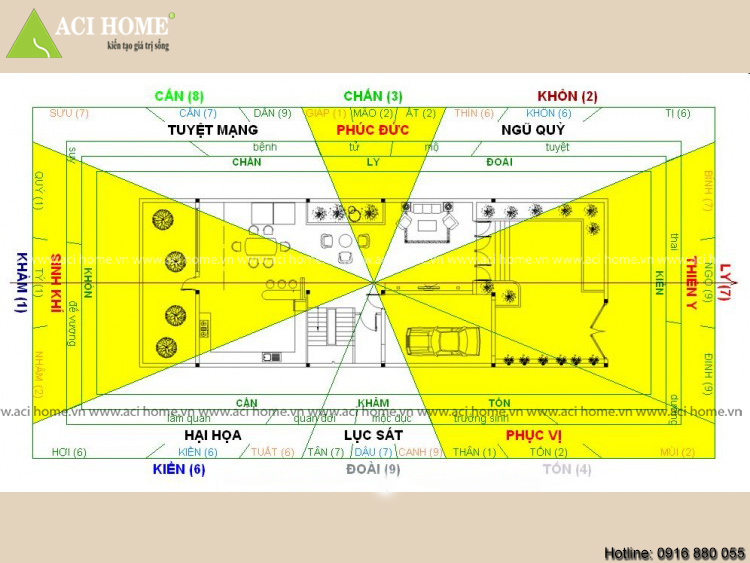 ACI HOME
kiến tạo giá trị sống
CẤN (8) CHẤN (3) KHÔN (2)
SỬU (7) CẤN (7) DẦN (9) GIÁP (1) MÃO (2) ẤT (2) THÌN (6) KHÔN (6) TỊ (6)
TUYỆT MẠNG PHÚC ĐỨC NGŨ QUỶ
bệnh tử mộ tuyệt
CHẤN LY ĐOÀI
suy
QUÝ (1)
BÍNH (7)
KHẢM (1)
SINH KHÍ
TÝ (1)
KHÔN
đế vượng
NHÂM (2)
thai
KIỀN
THIÊN Y
NGỌ (9)
LY(7)
ĐINH (9)
dưỡng
www.aci home.vn www.aci home.vn www.aci home.vn www.aci home.vn
CẤN KHẢM TỐN
www.aci home.vn www.aci home.vn www.aci home.vn www.aci home.vn
lâm quan quan đới mộc dục trường sinh
HẠI HỌA LỤC SÁT PHỤC VỊ
HỢI (6) KIỀN (6) TUẤT (6) TÂN (7) DẬU (7) CANH (9) THÂN (1) TỐN (2) MÙI (2)
KIỀN (6) ĐOÀI (9) TỐN (4)
Hotline: 0916 880 055